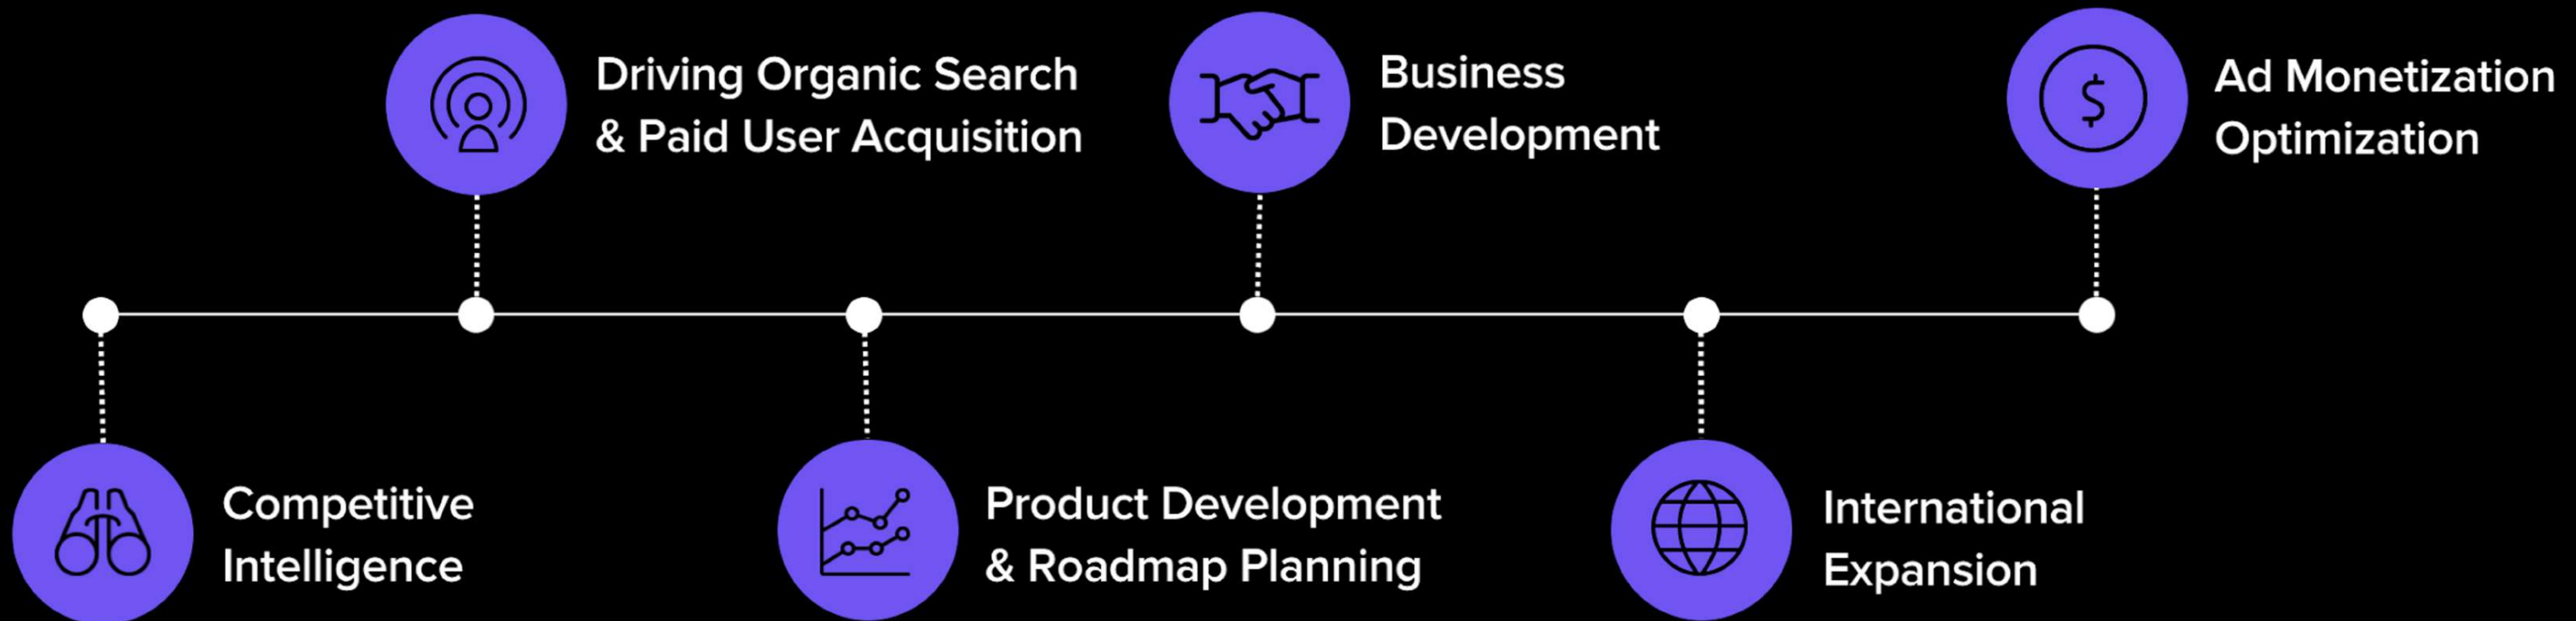 Driving Organic Search
& Paid User Acquisition
Business
Development
Ad Monetization
Optimization
Competitive
Intelligence
Product Development
& Roadmap Planning
International
Expansion